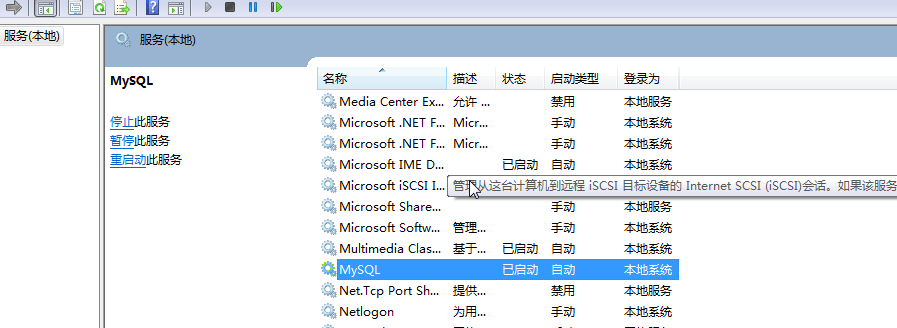 服务(本地)
服务(本地)
MySQL
停止此服务
暂停此服务
重启动此服务
名称 描述 状态 启动类型 登录为
Media Center Ex... 允许 ... 禁用 本地服务
Microsoft .NET F... Micr... 手动 本地系统
Microsoft .NET F... Micr... 手动 本地系统
Microsoft IME D... 已启动 自动 本地系统
Microsoft iSCSI I... 管理从这台计算机到远程 iSCSI 目标设备的 Internet SCSI (iSCSI)会话。如果该服务
Microsoft Share... 手动 本地服务
Microsoft Softw... 管理... 手动 本地系统
Multimedia Clas... 基于... 已启动 自动 本地系统
MySQL 已启动 自动 本地系统
Net.Tcp Port Sh... 提供... 禁用 本地服务
Netlogon 为用... 手动 本地系统